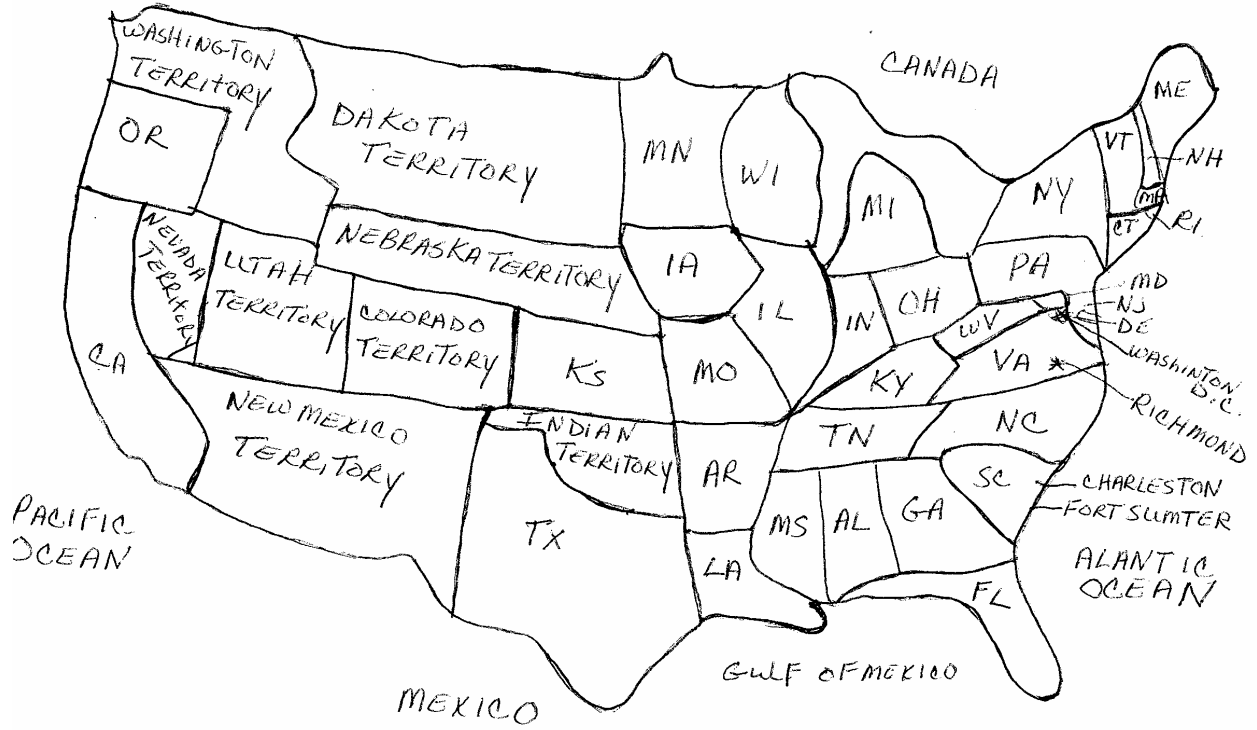 WASHINGTON
TERRITORY
OR
DAKOTA
TERRITORY
MN
WI
CANADA
ME
VT
NH
MA
NY
MI
CT
RI
NEVADA
TERRITORY
UTAH
TERRITORY
NEBRASKA TERRITORY
IA
IL
IN
OH
PA
MD
NJ
DE
WASHINTON
D.C.
WV
VA
RICHMOND
CA
COLORADO
TERRITORY
KS
MO
KY
NEW MEXICO
TERRITORY
INDIAN
TERRITORY
AR
TN
NC
SC
CHARLESTON
FORT SUMTER
PACIFIC
OCEAN
TX
LA
MS
AL
GA
FL
ALANTIC
OCEAN
GULF OF MEXICO
MEXICO